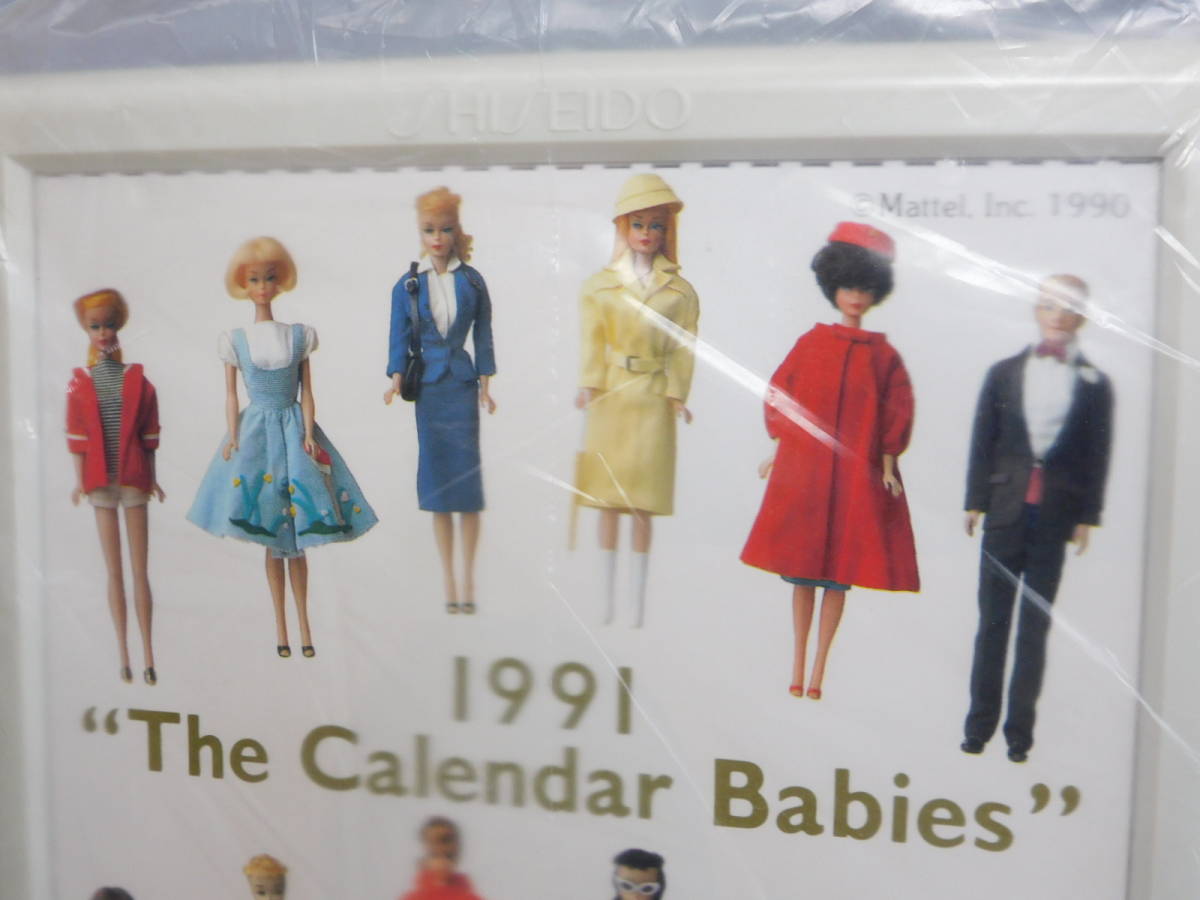 SHISEIDO
© Mattel, Inc. 1990
1991
“The Calendar Babies”